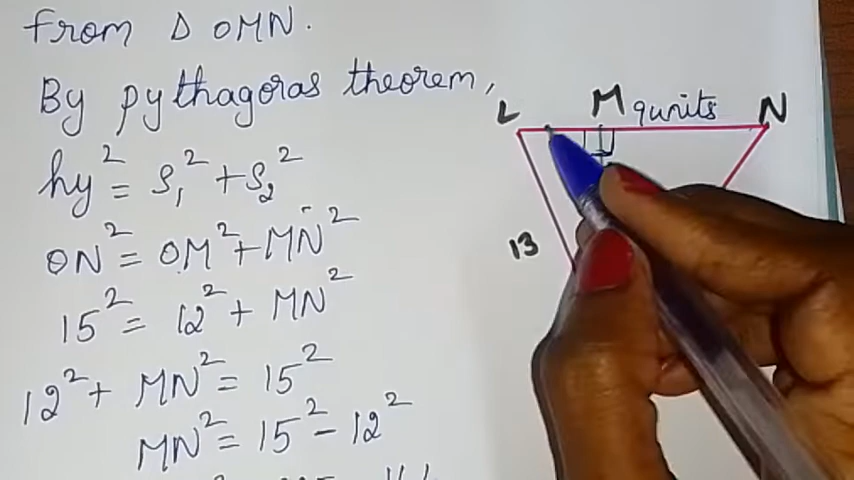 From Δ OMN.
By pythagoras theorem,
hy² = S₁² + S₂²
ON² = OM² + MN²
15² = 12² + MN²
12² + MN² = 15²
MN² = 15² - 12²
L M 9units N
13